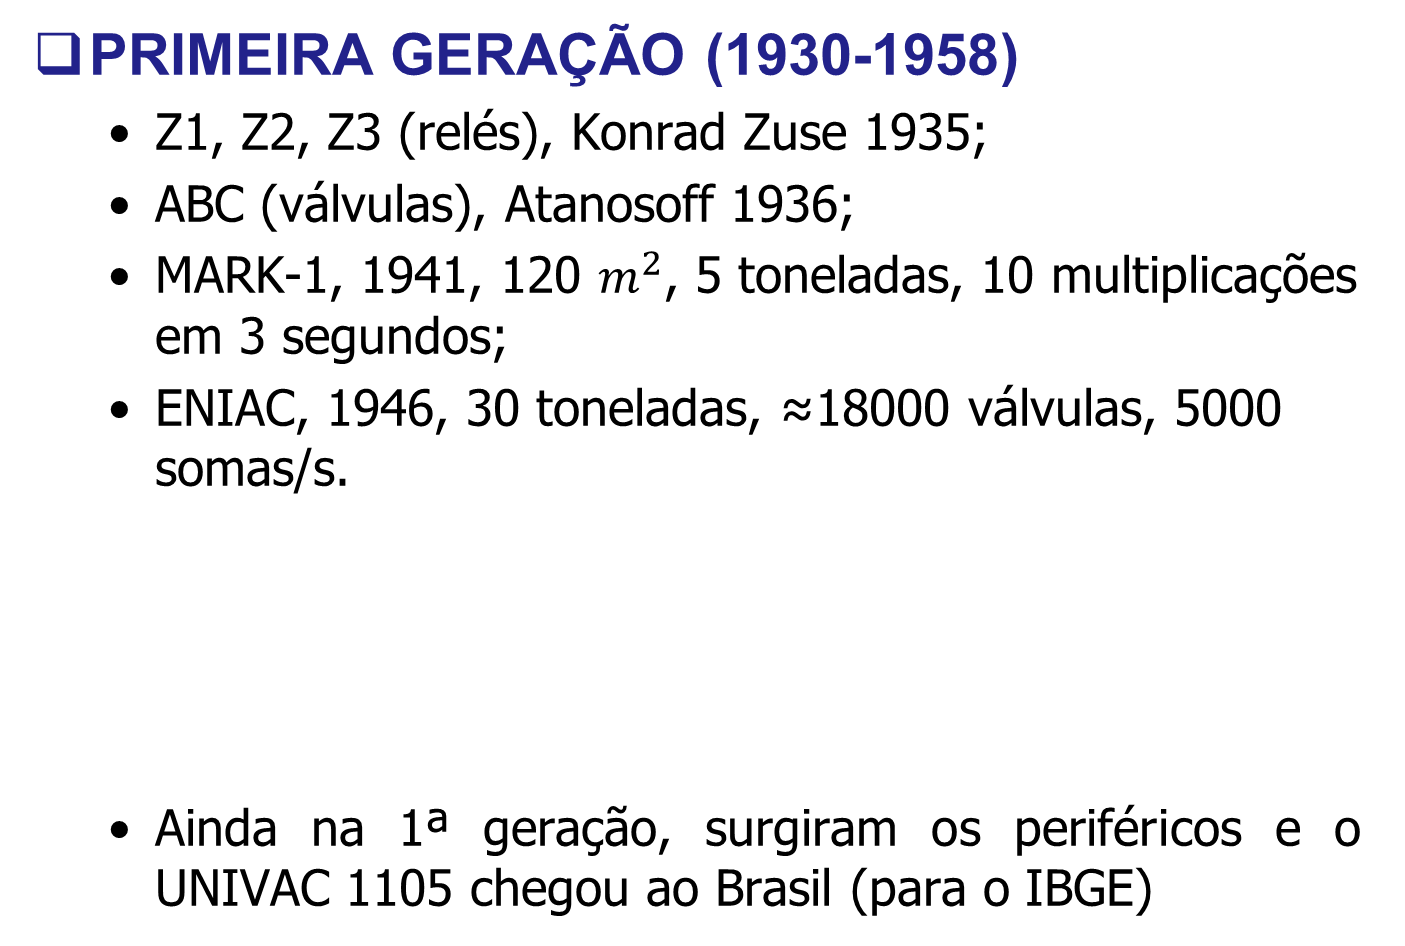 ❑PRIMEIRA GERAÇÃO (1930-1958)
• Z1, Z2, Z3 (relés), Konrad Zuse 1935;
• ABC (válvulas), Atanosoff 1936;
• MARK-1, 1941, 120 m², 5 toneladas, 10 multiplicações
em 3 segundos;
• ENIAC, 1946, 30 toneladas, ≈18000 válvulas, 5000
somas/s.
• Ainda na 1ª geração, surgiram os periféricos e o
UNIVAC 1105 chegou ao Brasil (para o IBGE)